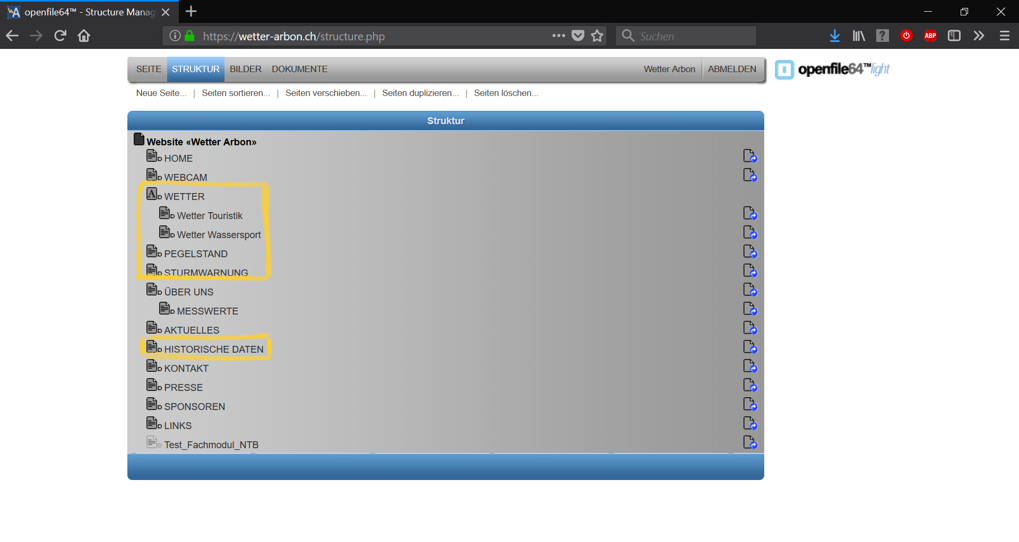 openfile64™ - Structure Manag
https://wetter-arbon.ch/structure.php
Suchen
ABP
SEITE STRUKTUR BILDER DOKUMENTE Wetter Arbon ABMELDEN
openfile64™light
Neue Seite... | Seiten sortieren... | Seiten verschieben... | Seiten duplizieren... | Seiten löschen...
Struktur
Website «Wetter Arbon»
D HOME
D WEBCAM
A D WETTER
D Wetter Touristik
D Wetter Wassersport
D PEGELSTAND
D STURMWARNUNG
D ÜBER UNS
D MESSWERTE
D AKTUELLES
D HISTORISCHE DATEN
D KONTAKT
D PRESSE
D SPONSOREN
D LINKS
D Test_Fachmodul_NTB